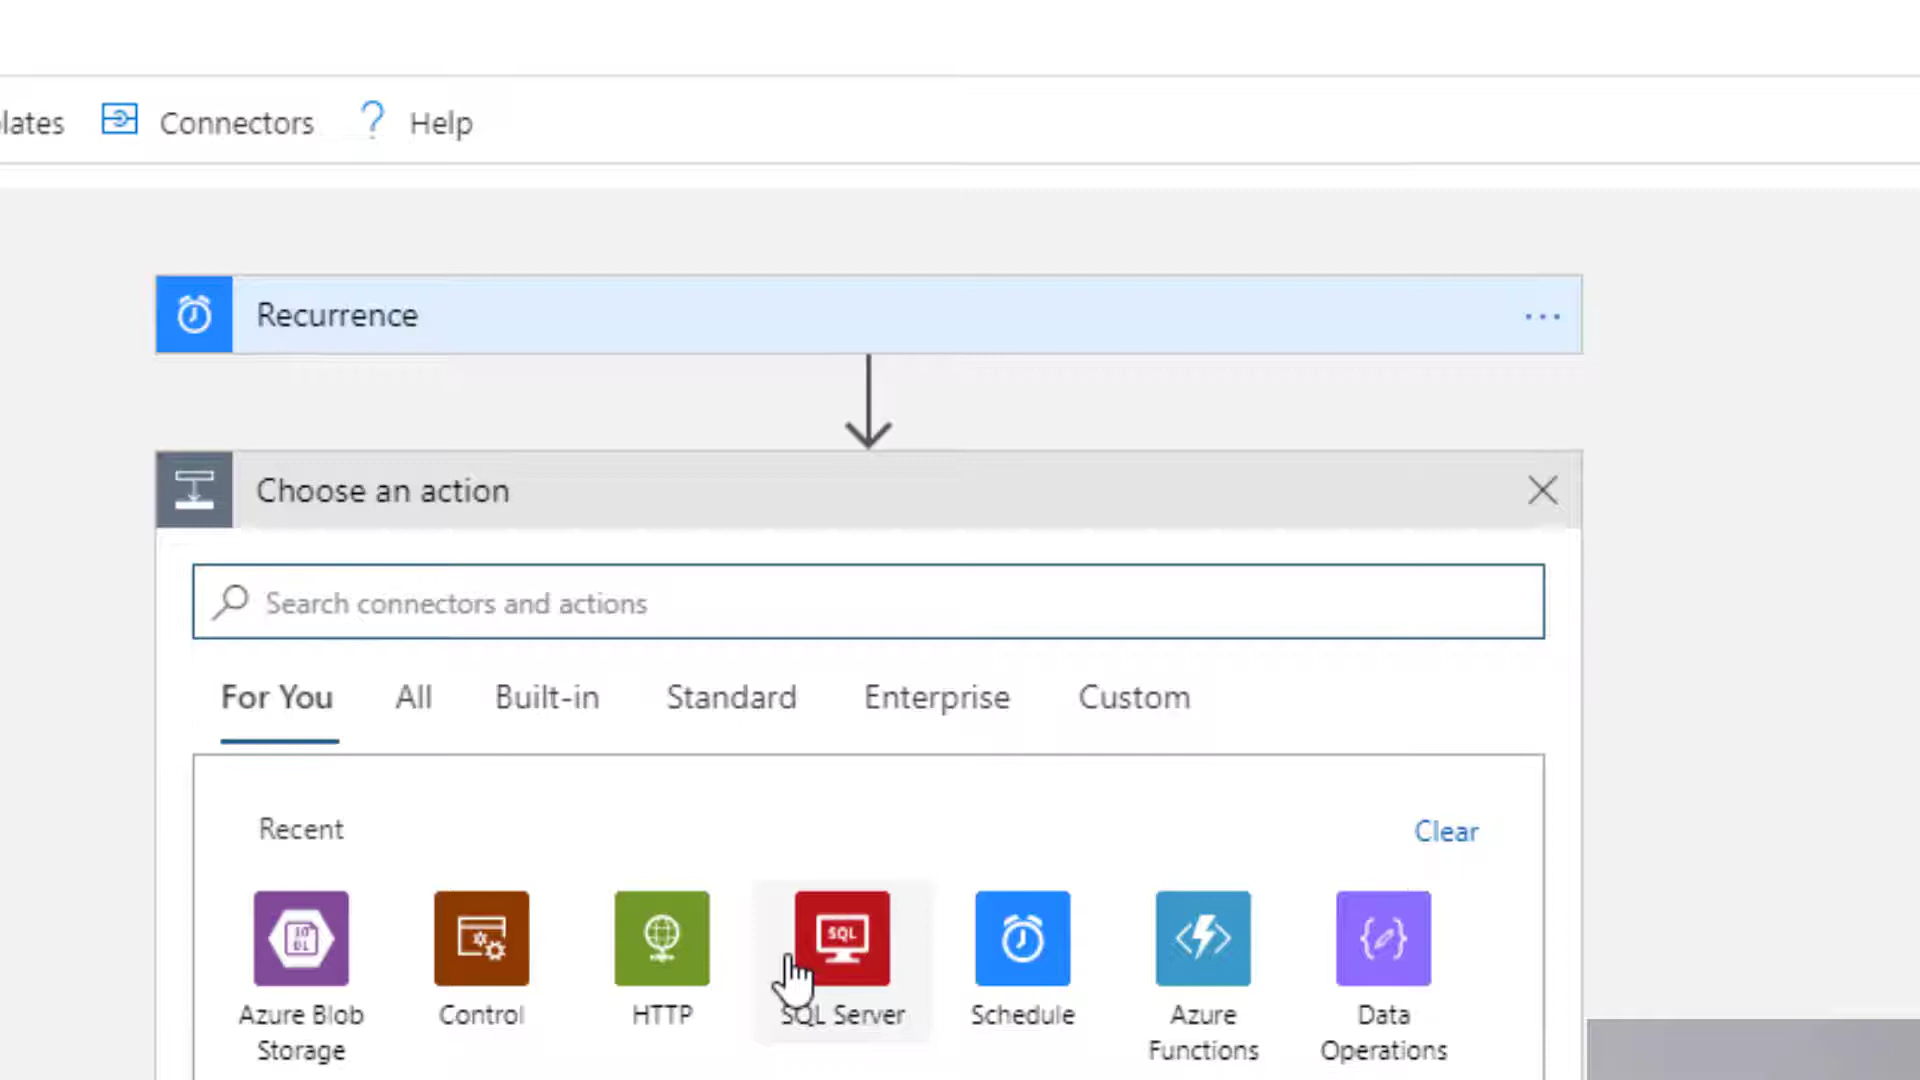 Connectors
Help
Recurrence
Choose an action
Search connectors and actions
For You
All
Built-in
Standard
Enterprise
Custom
Recent
Clear
SQL
Azure Blob
Storage
Control
HTTP
SQL Server
Schedule
Azure
Functions
Data
Operations